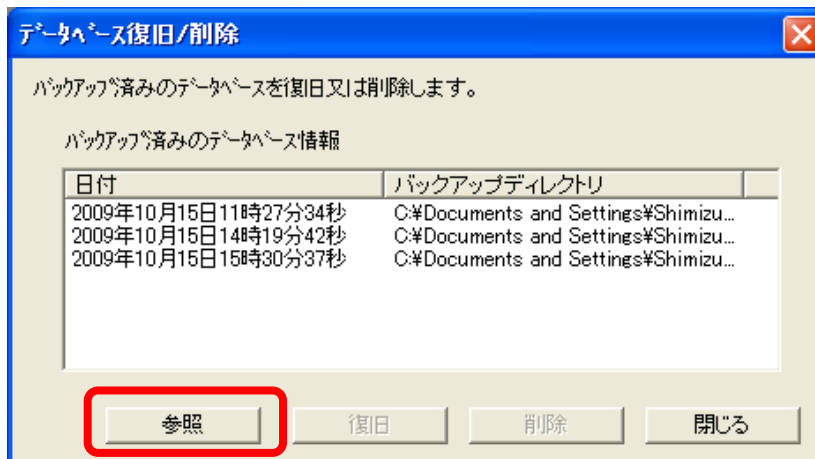 ﾃﾞｰﾀﾍﾞｰｽ復旧/削除
ﾊﾞｯｸｱｯﾌﾟ済みのﾃﾞｰﾀﾍﾞｰｽを復旧又は削除します。
ﾊﾞｯｸｱｯﾌﾟ済みのﾃﾞｰﾀﾍﾞｰｽ情報
日付 バックアップディレクトリ
2009年10月15日11時27分34秒 C:¥Documents and Settings¥Shimizu...
2009年10月15日14時19分42秒 C:¥Documents and Settings¥Shimizu...
2009年10月15日15時30分37秒 C:¥Documents and Settings¥Shimizu...
参照 復旧 削除 閉じる